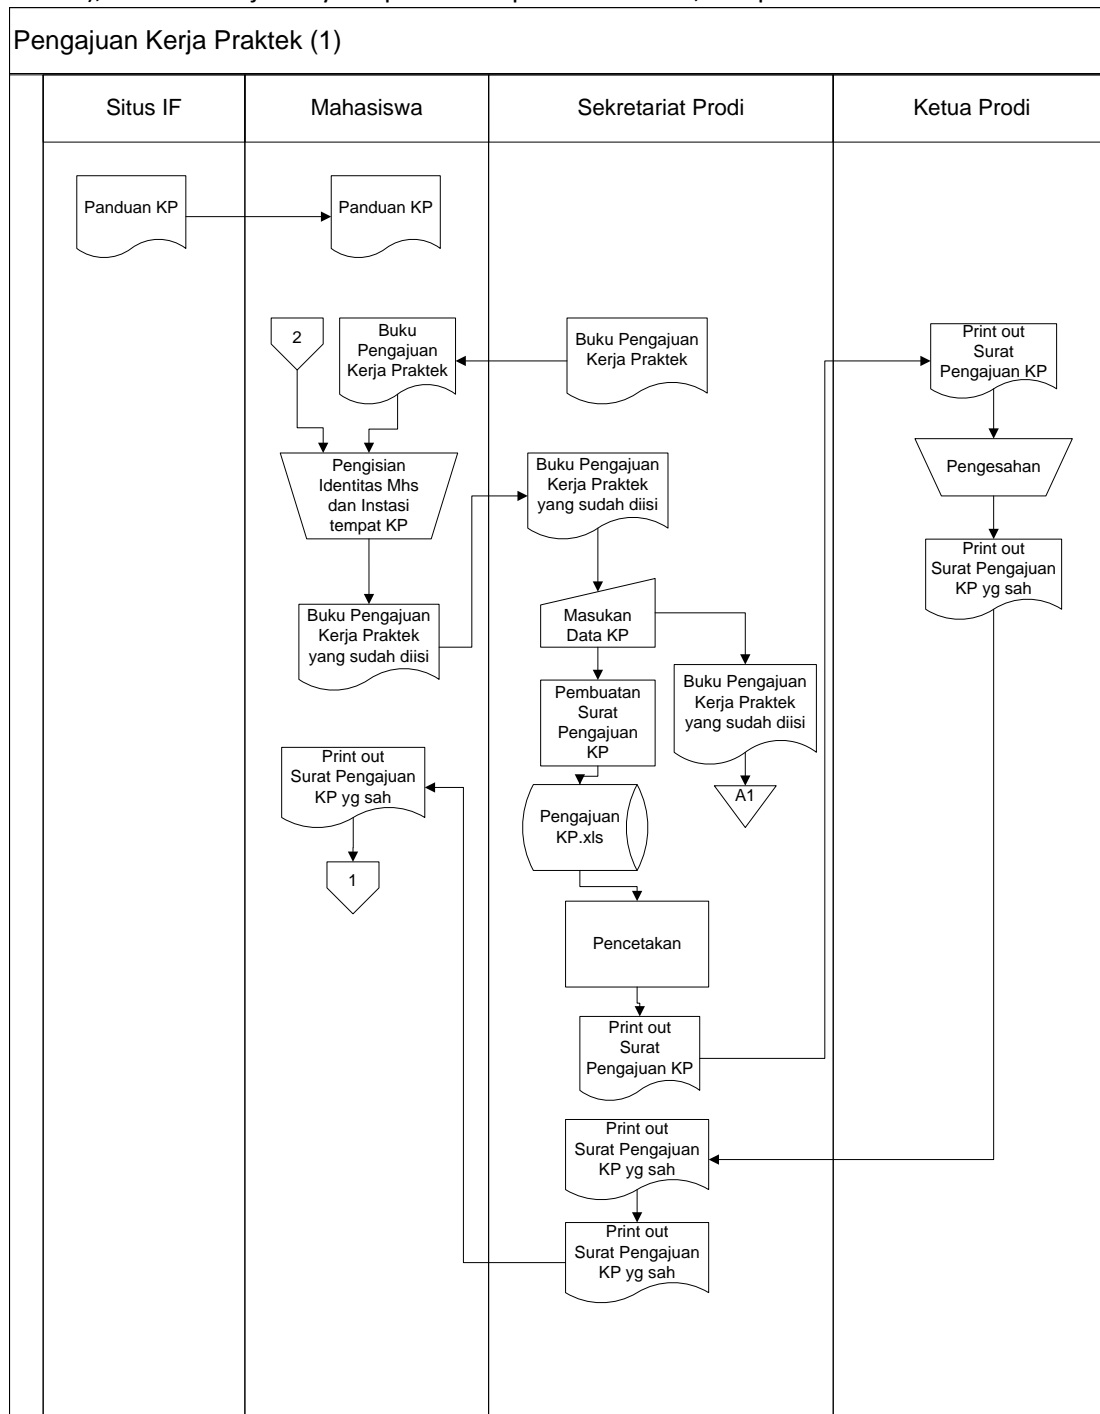 Pengajuan Kerja Praktek (1)
Situs IF
Mahasiswa
Sekretariat Prodi
Ketua Prodi
Panduan KP
Panduan KP
2
Buku
Pengajuan
Kerja Praktek
Buku Pengajuan
Kerja Praktek
Print out
Surat
Pengajuan KP
Pengisian
Identitas Mhs
dan Instasi
tempat KP
Buku Pengajuan
Kerja Praktek
yang sudah diisi
Pengesahan
Print out
Surat Pengajuan
KP yg sah
Buku Pengajuan
Kerja Praktek
yang sudah diisi
Masukan
Data KP
Pembuatan
Surat
Pengajuan
KP
Buku Pengajuan
Kerja Praktek
yang sudah diisi
A1
Print out
Surat Pengajuan
KP yg sah
1
Pengajuan
KP.xls
Pencetakan
Print out
Surat
Pengajuan KP
Print out
Surat Pengajuan
KP yg sah
Print out
Surat Pengajuan
KP yg sah